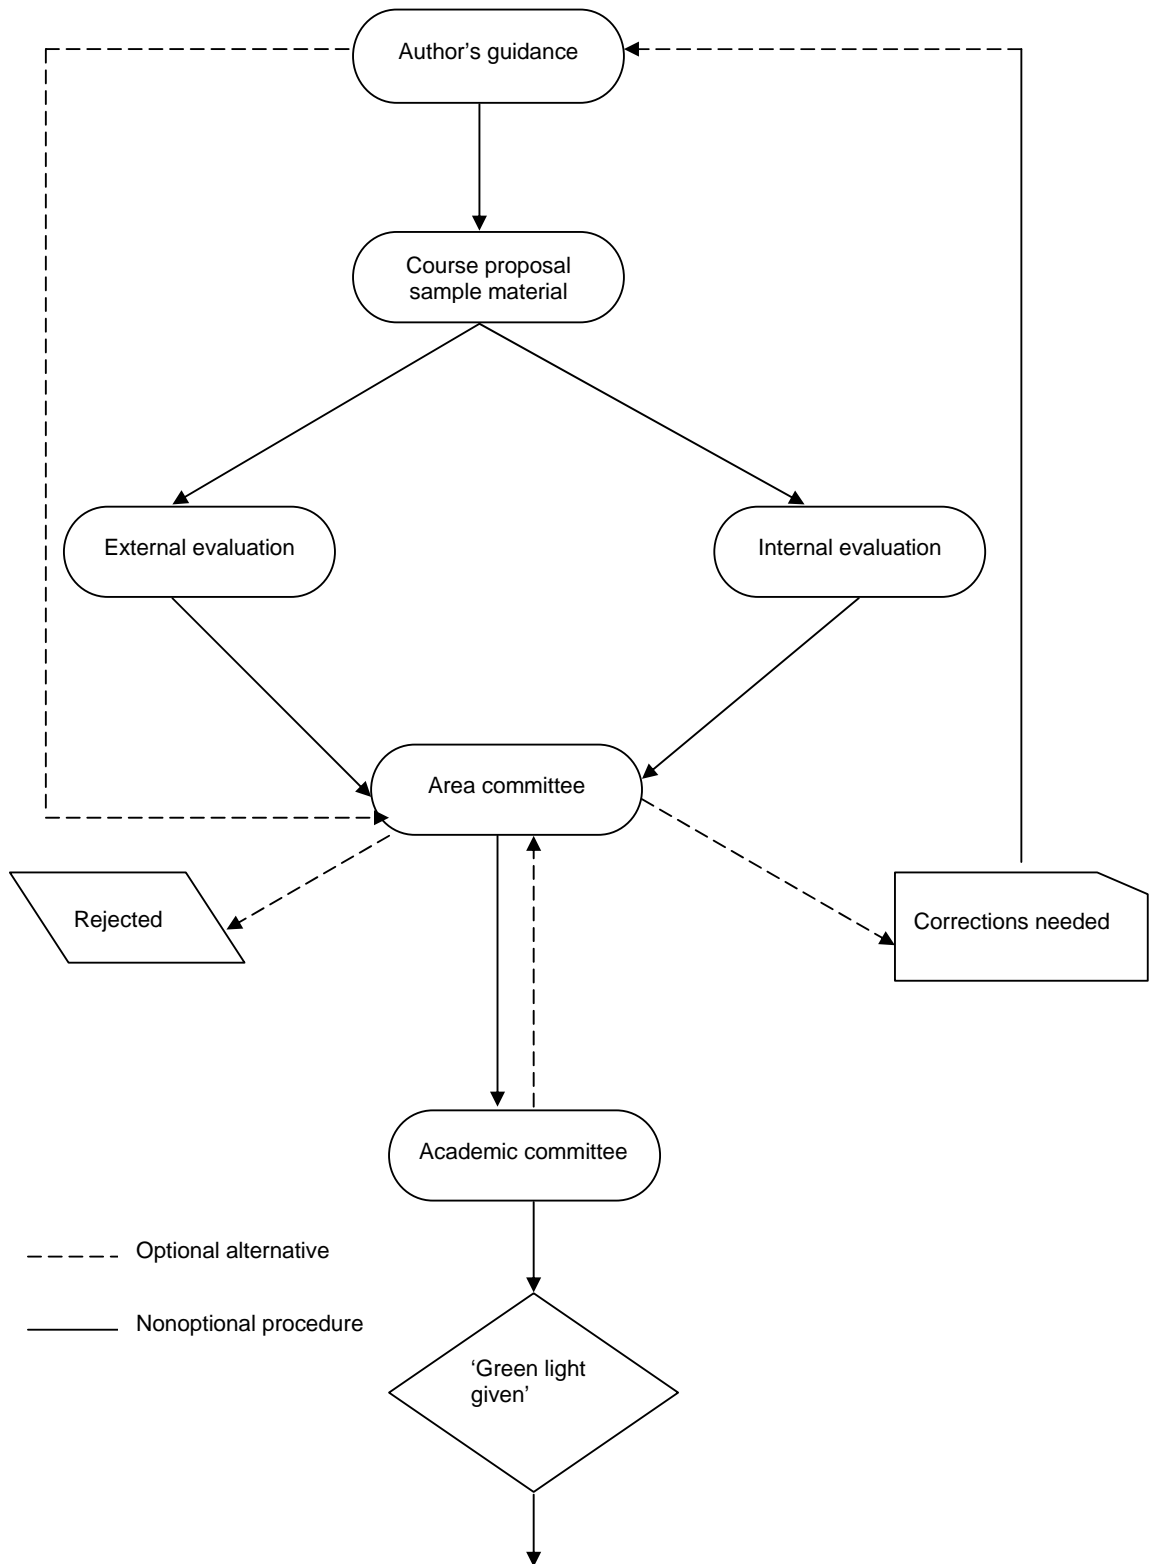 Author’s guidance
Course proposal
sample material
External evaluation
Internal evaluation
Area committee
Rejected
Corrections needed
Academic committee
Optional alternative
Nonoptional procedure
‘Green light
given’